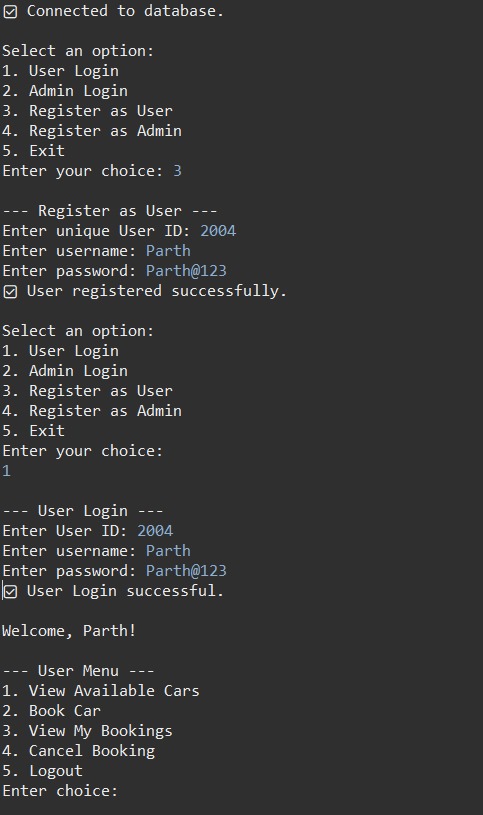 ☑ Connected to database.
Select an option:
1. User Login
2. Admin Login
3. Register as User
4. Register as Admin
5. Exit
Enter your choice: 3
--- Register as User ---
Enter unique User ID: 2004
Enter username: Parth
Enter password: Parth@123
☑ User registered successfully.
Select an option:
1. User Login
2. Admin Login
3. Register as User
4. Register as Admin
5. Exit
Enter your choice:
1
--- User Login ---
Enter User ID: 2004
Enter username: Parth
Enter password: Parth@123
☑ User Login successful.
Welcome, Parth!
--- User Menu ---
1. View Available Cars
2. Book Car
3. View My Bookings
4. Cancel Booking
5. Logout
Enter choice: